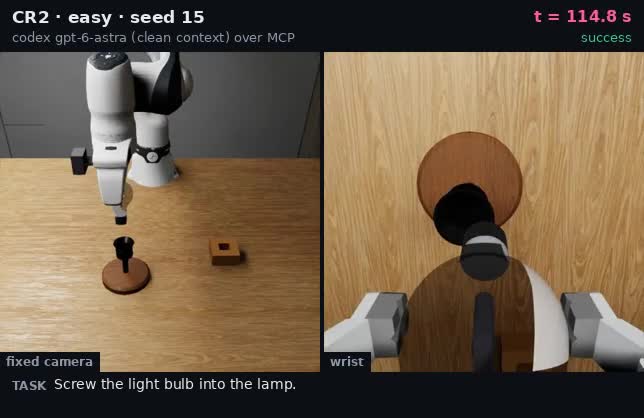 CR2 · easy · seed 15
t = 114.8 s
codex gpt-6-astra (clean context) over MCP
success
fixed camera
wrist
TASK Screw the light bulb into the lamp.